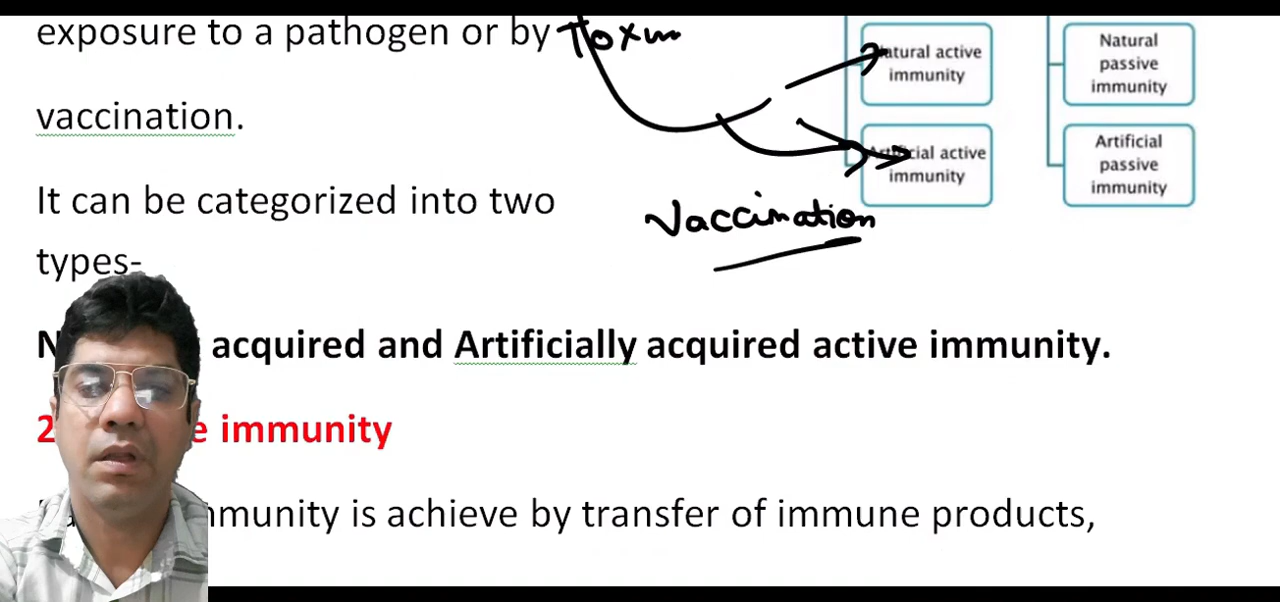 exposure to a pathogen or by Toxin
vaccination.
It can be categorized into two
types-
acquired and Artificially acquired active immunity.
immunity
immunity is achieve by transfer of immune products,
Natural active
immunity
Artificial active
immunity
Natural
passive
immunity
Artificial
passive
immunity
Vaccination